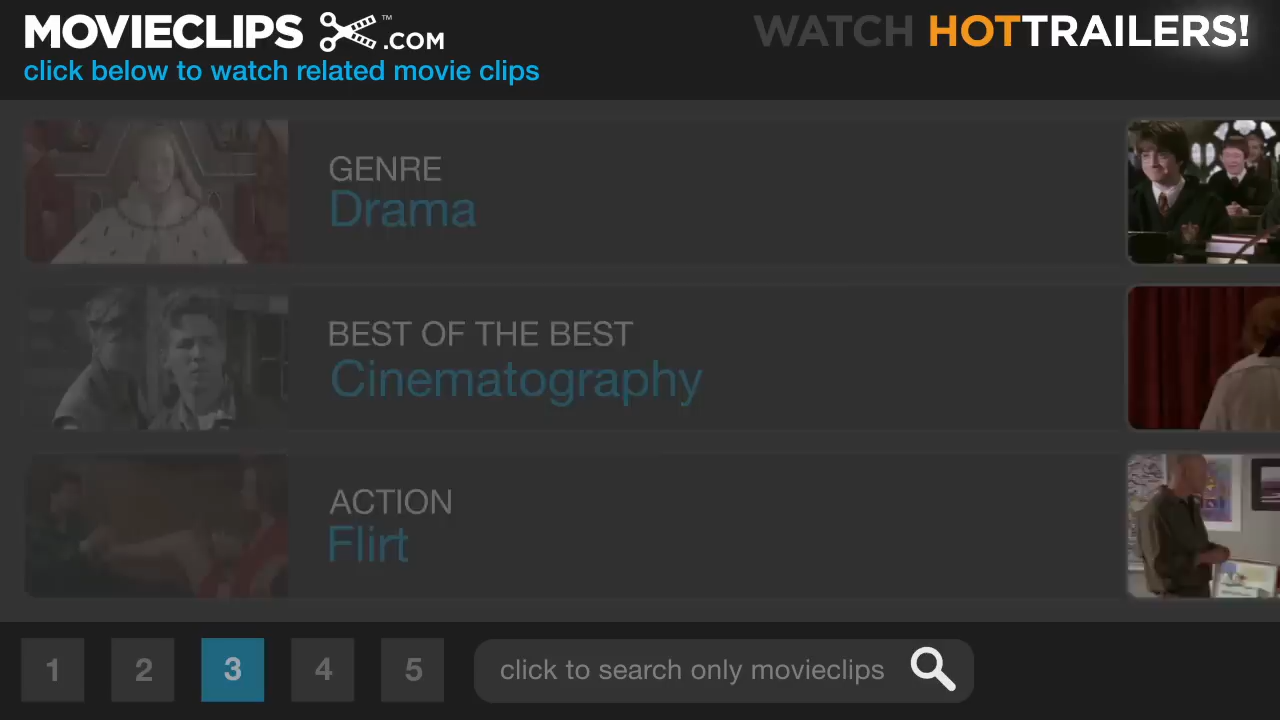 MOVIECLIPS ™ .COM
WATCH HOTTRAILERS!
click below to watch related movie clips
GENRE
Drama
BEST OF THE BEST
Cinematography
ACTION
Flirt
1 2 3 4 5
click to search only movieclips